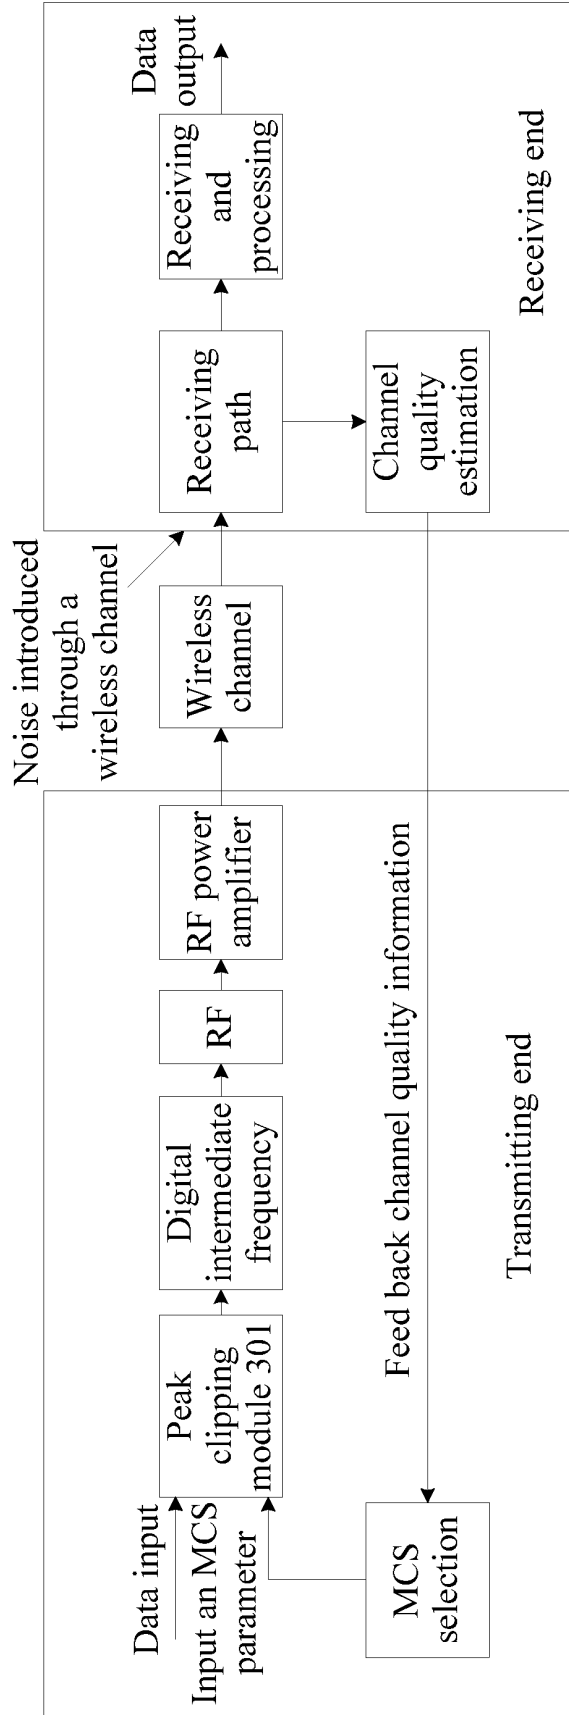 Data input
Input an MCS
parameter
Peak
clipping
module 301
Digital
intermediate
frequency
RF
RF power
amplifier
Noise introduced
through a
wireless channel
Wireless
channel
Receiving
path
Receiving
and
processing
Data
output
MCS
selection
Feed back channel quality information
Channel
quality
estimation
Transmitting end
Receiving end